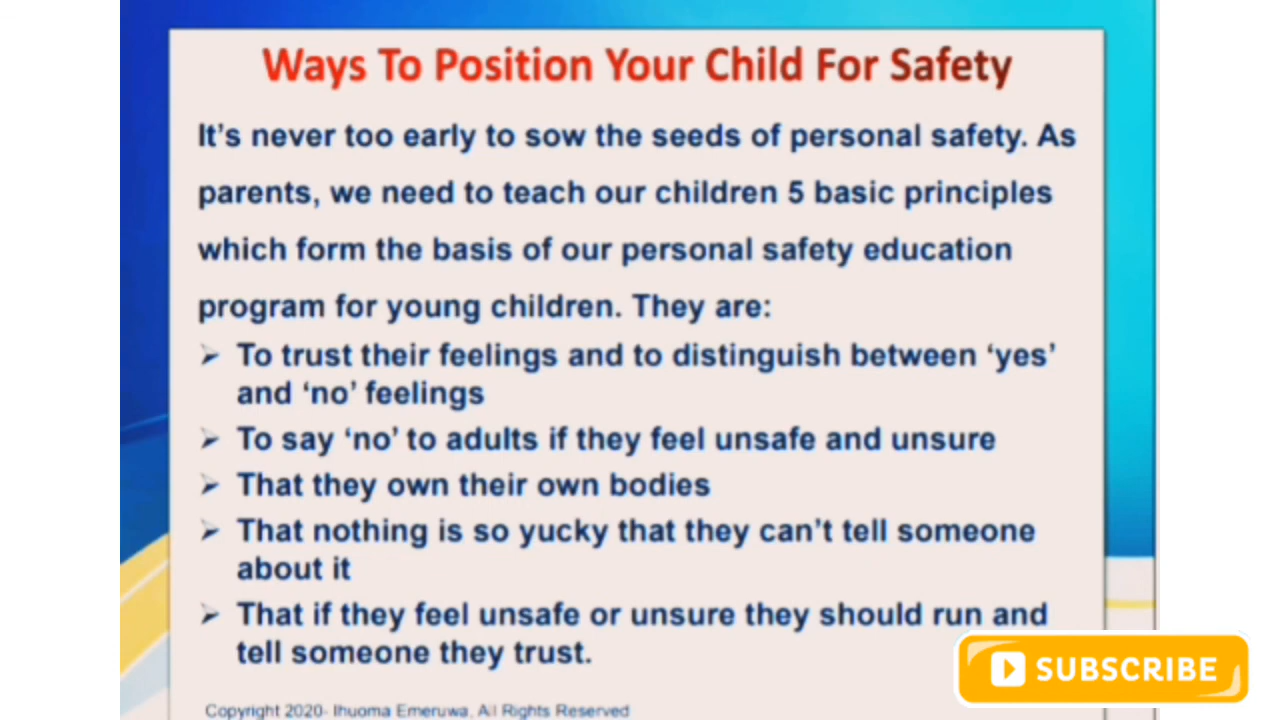 Ways To Position Your Child For Safety
It's never too early to sow the seeds of personal safety. As
parents, we need to teach our children 5 basic principles
which form the basis of our personal safety education
program for young children. They are:
➢ To trust their feelings and to distinguish between ‘yes’
and ‘no’ feelings
➢ To say ‘no’ to adults if they feel unsafe and unsure
➢ That they own their own bodies
➢ That nothing is so yucky that they can’t tell someone
about it
➢ That if they feel unsafe or unsure they should run and
tell someone they trust.
SUBSCRIBE
Copyright 2020- Ihuoma Emeruwa, All Rights Reserved